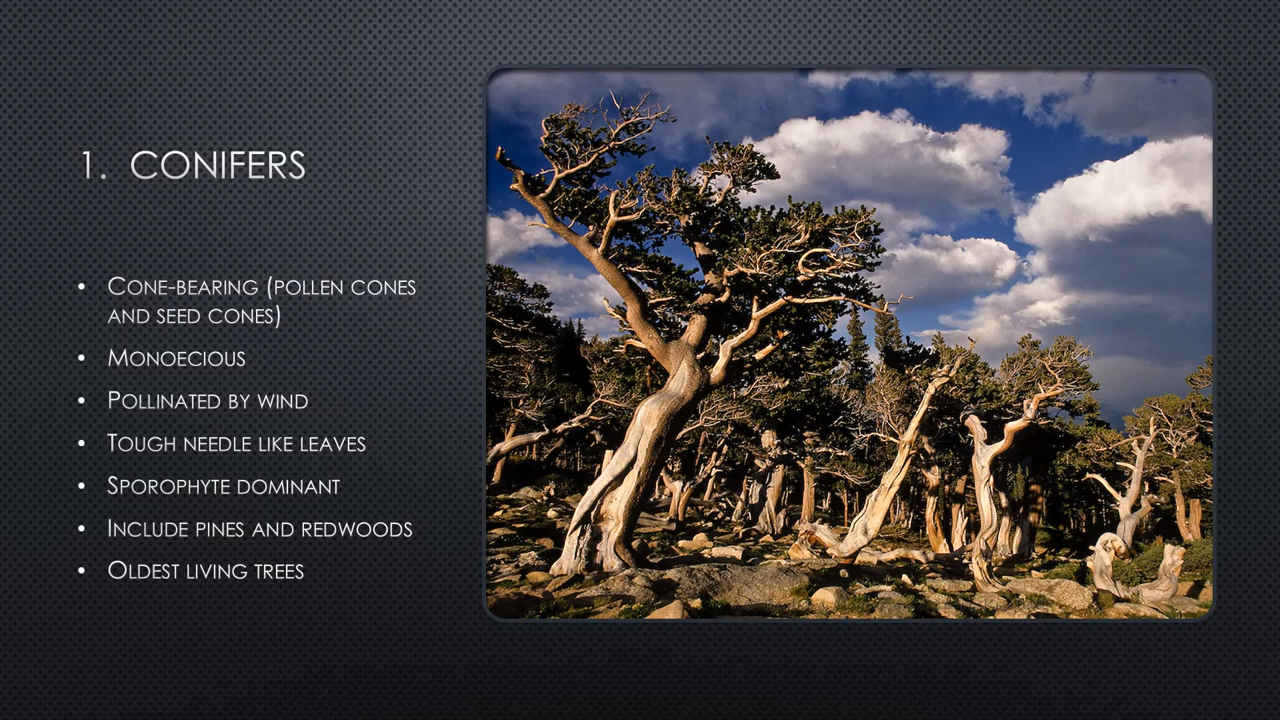 1. CONIFERS
• CONE-BEARING (POLLEN CONES
AND SEED CONES)
• MONOECIOUS
• POLLINATED BY WIND
• TOUGH NEEDLE LIKE LEAVES
• SPOROPHYTE DOMINANT
• INCLUDE PINES AND REDWOODS
• OLDEST LIVING TREES